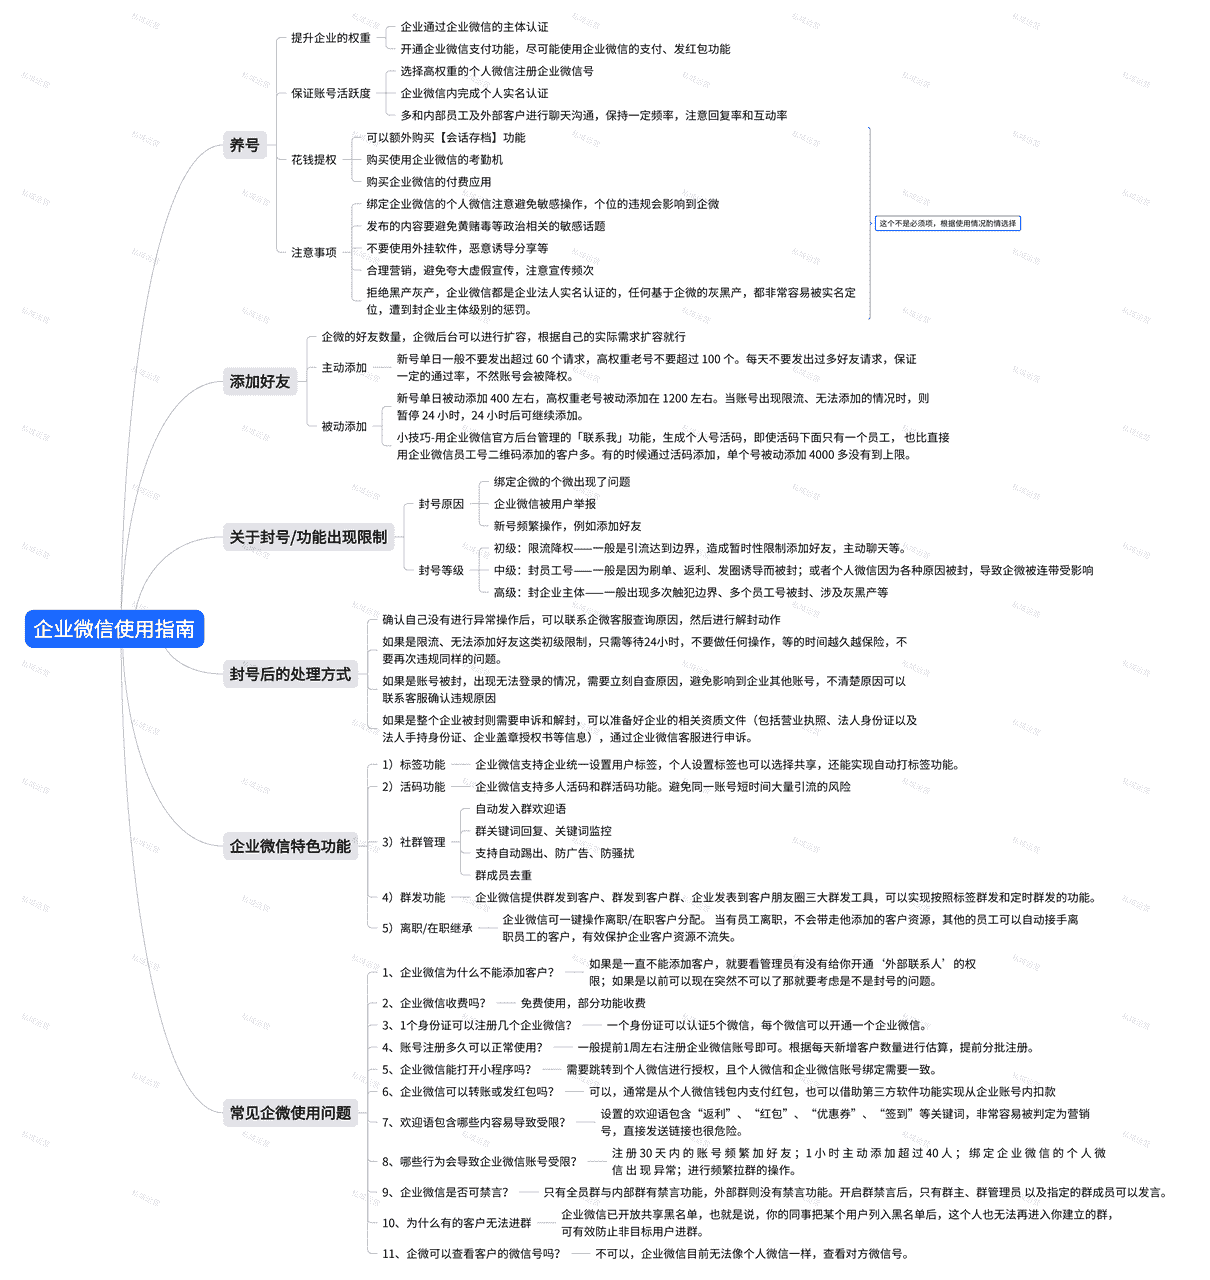 企业微信使用指南
养号
提升企业的权重
企业通过企业微信的主体认证
开通企业微信支付功能，尽可能使用企业微信的支付、发红包功能
保证账号活跃度
选择高权重的个人微信注册企业微信号
企业微信内完成个人实名认证
多和内部员工及外部客户进行聊天沟通，保持一定频率，注意回复率和互动率
花钱提权
可以额外购买【会话存档】功能
购买使用企业微信的考勤机
购买企业微信的付费应用
注意事项
绑定企业微信的个人微信注意避免敏感操作，个位的违规会影响到企微
发布的内容要避免黄赌毒等政治相关的敏感话题
不要使用外挂软件，恶意诱导分享等
合理营销，避免夸大虚假宣传，注意宣传频次
拒绝黑产灰产，企业微信都是企业法人实名认证的，任何基于企微的灰黑产，都非常容易被实名定
位，遭到封企业主体级别的惩罚。
这个不是必须项，根据使用情况酌情选择
添加好友
企微的好友数量，企微后台可以进行扩容，根据自己的实际需求扩容就行
主动添加
新号单日一般不要发出超过 60 个请求，高权重老号不要超过 100 个。每天不要发出过多好友请求，保证
一定的通过率，不然账号会被降权。
被动添加
新号单日被动添加 400 左右，高权重老号被动添加在 1200 左右。当账号出现限流、无法添加的情况时，则
暂停 24 小时，24 小时后可继续添加。
小技巧-用企业微信官方后台管理的「联系我」功能，生成个人号活码，即使活码下面只有一个员工， 也比直接
用企业微信员工号二维码添加的客户多。有的时候通过活码添加，单个号被动添加 4000 多没有到上限。
关于封号/功能出现限制
封号原因
绑定企微的个微出现了问题
企业微信被用户举报
新号频繁操作，例如添加好友
封号等级
初级：限流降权——一般是引流达到边界，造成暂时性限制添加好友，主动聊天等。
中级：封员工号——一般是因为刷单、返利、发圈诱导而被封；或者个人微信因为各种原因被封，导致企微被连带受影响
高级：封企业主体——一般出现多次触犯边界、多个员工号被封、涉及灰黑产等
封号后的处理方式
确认自己没有进行异常操作后，可以联系企微客服查询原因，然后进行解封动作
如果是限流、无法添加好友这类初级限制，只需等待24小时，不要做任何操作，等的时间越久越保险，不
要再次违规同样的问题。
如果是账号被封，出现无法登录的情况，需要立刻自查原因，避免影响到企业其他账号，不清楚原因可以
联系客服确认违规原因
如果是整个企业被封则需要申诉和解封，可以准备好企业的相关资质文件（包括营业执照、法人身份证以及
法人手持身份证、企业盖章授权书等信息），通过企业微信客服进行申诉。
企业微信特色功能
1）标签功能
企业微信支持企业统一设置用户标签，个人设置标签也可以选择共享，还能实现自动打标签功能。
2）活码功能
企业微信支持多人活码和群活码功能。避免同一账号短时间大量引流的风险
3）社群管理
自动发入群欢迎语
群关键词回复、关键词监控
支持自动踢出、防广告、防骚扰
群成员去重
4）群发功能
企业微信提供群发到客户、群发到客户群、企业发表到客户朋友圈三大群发工具，可以实现按照标签群发和定时群发的功能。
5）离职/在职继承
企业微信可一键操作离职/在职客户分配。 当有员工离职，不会带走他添加的客户资源，其他的员工可以自动接手离
职员工的客户，有效保护企业客户资源不流失。
常见企微使用问题
1、企业微信为什么不能添加客户？
如果是一直不能添加客户，就要看管理员有没有给你开通‘外部联系人’的权
限；如果是以前可以现在突然不可以了那就要考虑是不是封号的问题。
2、企业微信收费吗？
免费使用，部分功能收费
3、1个身份证可以注册几个企业微信？
一个身份证可以认证5个微信，每个微信可以开通一个企业微信。
4、账号注册多久可以正常使用？
一般提前1周左右注册企业微信账号即可。根据每天新增客户数量进行估算，提前分批注册。
5、企业微信能打开小程序吗？
需要跳转到个人微信进行授权，且个人微信和企业微信账号绑定需要一致。
6、企业微信可以转账或发红包吗？
可以，通常是从个人微信钱包内支付红包，也可以借助第三方软件功能实现从企业账号内扣款
7、欢迎语包含哪些内容易导致受限？
设置的欢迎语包含“返利”、“红包”、“优惠券”、“签到”等关键词，非常容易被判定为营销
号，直接发送链接也很危险。
8、哪些行为会导致企业微信账号受限？
注册30天内的账号频繁加好友；1小时主动添加超过40人；绑定企业微信的个人微
信出现异常；进行频繁拉群的操作。
9、企业微信是否可禁言？
只有全员群与内部群有禁言功能，外部群则没有禁言功能。开启群禁言后，只有群主、群管理员 以及指定的群成员可以发言。
10、为什么有的客户无法进群
企业微信已开放共享黑名单，也就是说，你的同事把某个用户列入黑名单后，这个人也无法再进入你建立的群，
可有效防止非目标用户进群。
11、企微可以查看客户的微信号吗？
不可以，企业微信目前无法像个人微信一样，查看对方微信号。